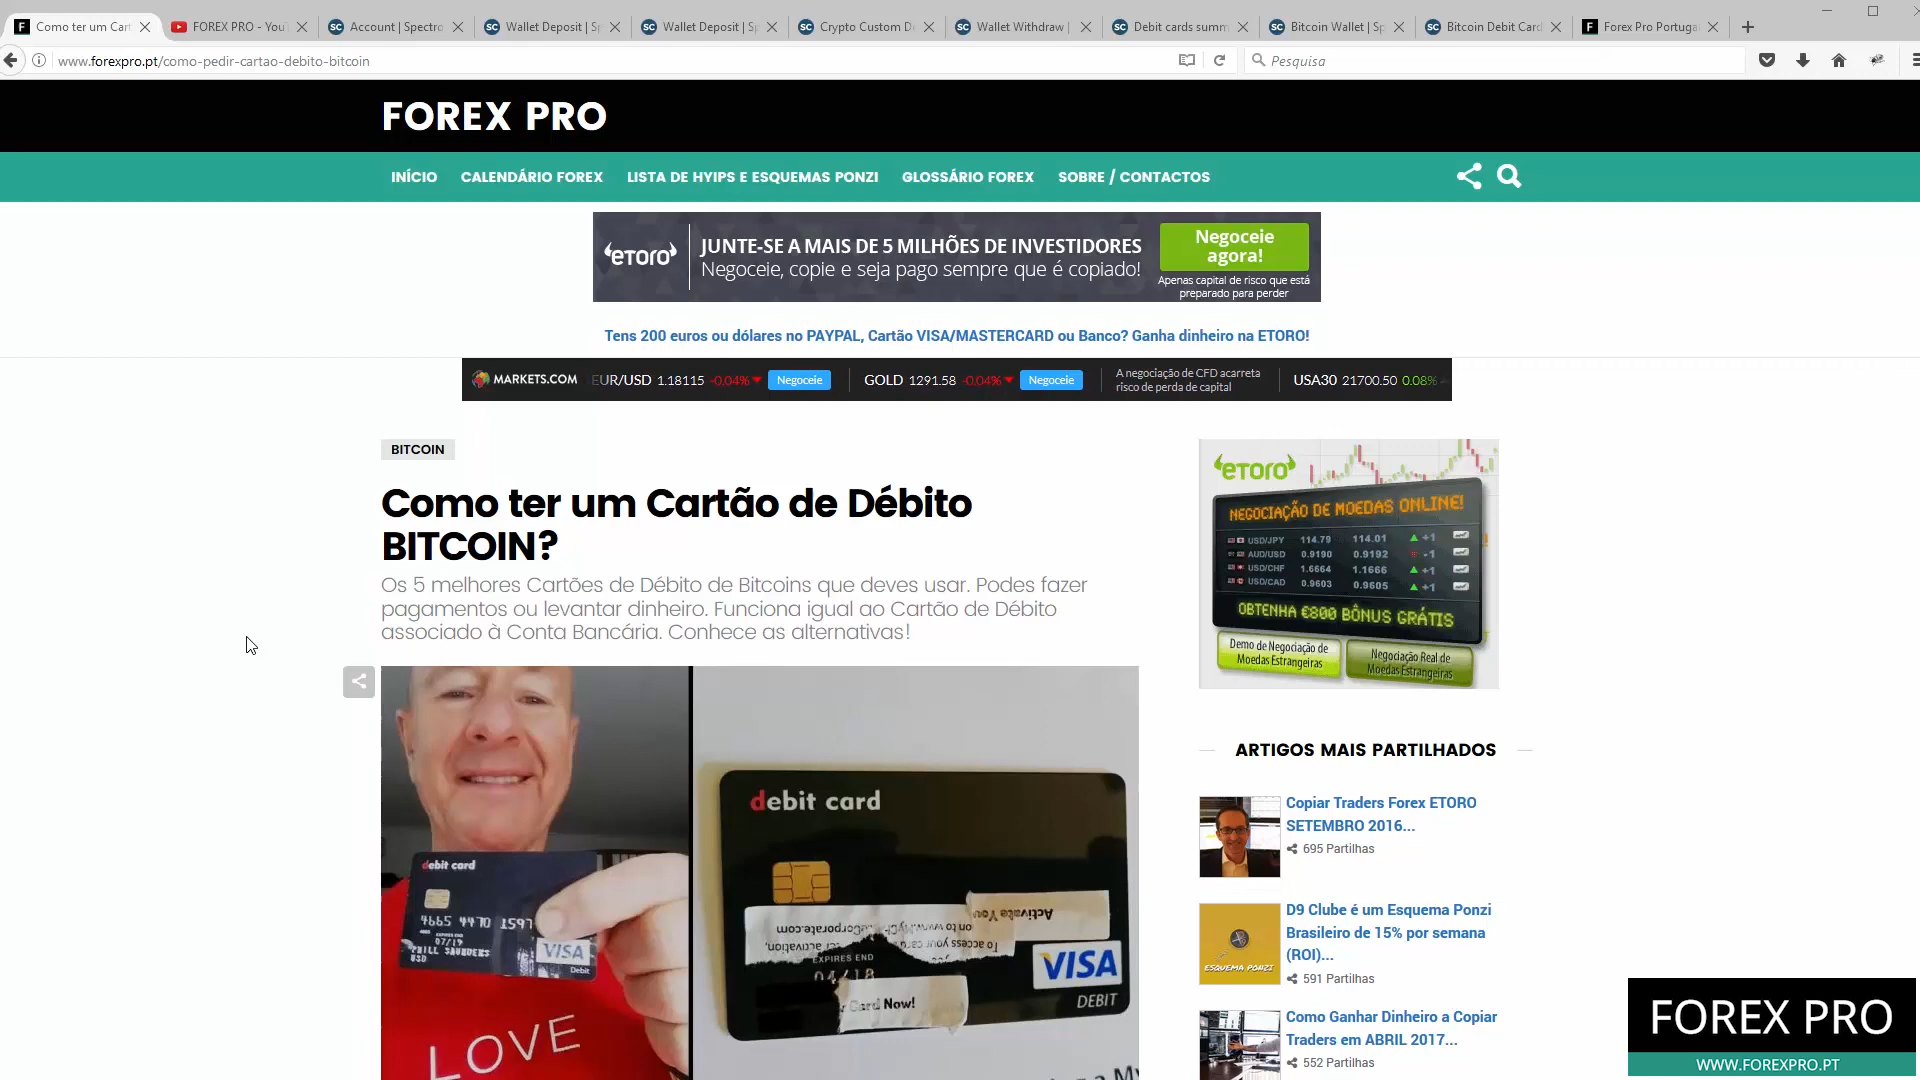 Como ter um Cart
FOREX PRO - You
Account | Spectro
Wallet Deposit | Sp
Wallet Deposit | Sp
Crypto Custom D
Wallet Withdraw |
Debit cards summ
Bitcoin Wallet | Sp
Bitcoin Debit Card
Forex Pro Portuga
www.forexpro.pt/como-pedir-cartao-debito-bitcoin
Pesquisa
FOREX PRO
INÍCIO CALENDÁRIO FOREX LISTA DE HYIPS E ESQUEMAS PONZI GLOSSÁRIO FOREX SOBRE / CONTACTOS
eToro
JUNTE-SE A MAIS DE 5 MILHÕES DE INVESTIDORES
Negoceie, copie e seja pago sempre que é copiado!
Negoceie
agora!
Apenas capital de risco que está
preparado para perder
Tens 200 euros ou dólares no PAYPAL, Cartão VISA/MASTERCARD ou Banco? Ganha dinheiro na ETORO!
MARKETS.COM
EUR/USD 1.18115 -0.04% Negoceie
GOLD 1291.58 -0.04% Negoceie
A negociação de CFD acarreta
risco de perda de capital
USA30 21700.50 0.08%
BITCOIN
Como ter um Cartão de Débito
BITCOIN?
Os 5 melhores Cartões de Débito de Bitcoins que deves usar. Podes fazer
pagamentos ou levantar dinheiro. Funciona igual ao Cartão de Débito
associado à Conta Bancária. Conhece as alternativas!
debit card
VISA
Debit
LOVE
debit card
Activate You
To access your card
activation,
EXPIRES END
04/18
Card Now!
VISA
DEBIT
eToro
NEGOCIAÇÃO DE MOEDAS ONLINE!
USD/JPY 114.79 114.01 +1
AUD/USD 0.9190 0.9192 -1
USD/CHF 1.6664 1.1666 +1
USD/CAD 0.9603 0.9605 +1
OBTENHA €800 BÔNUS GRÁTIS
Demo de Negociação de
Moedas Estrangeiras
Negociação Real de
Moedas Estrangeiras
ARTIGOS MAIS PARTILHADOS
Copiar Traders Forex ETORO
SETEMBRO 2016...
695 Partilhas
ESQUEMA PONZI
D9 Clube é um Esquema Ponzi
Brasileiro de 15% por semana
(ROI)...
591 Partilhas
Como Ganhar Dinheiro a Copiar
Traders em ABRIL 2017...
552 Partilhas
FOREX PRO
WWW.FOREXPRO.PT